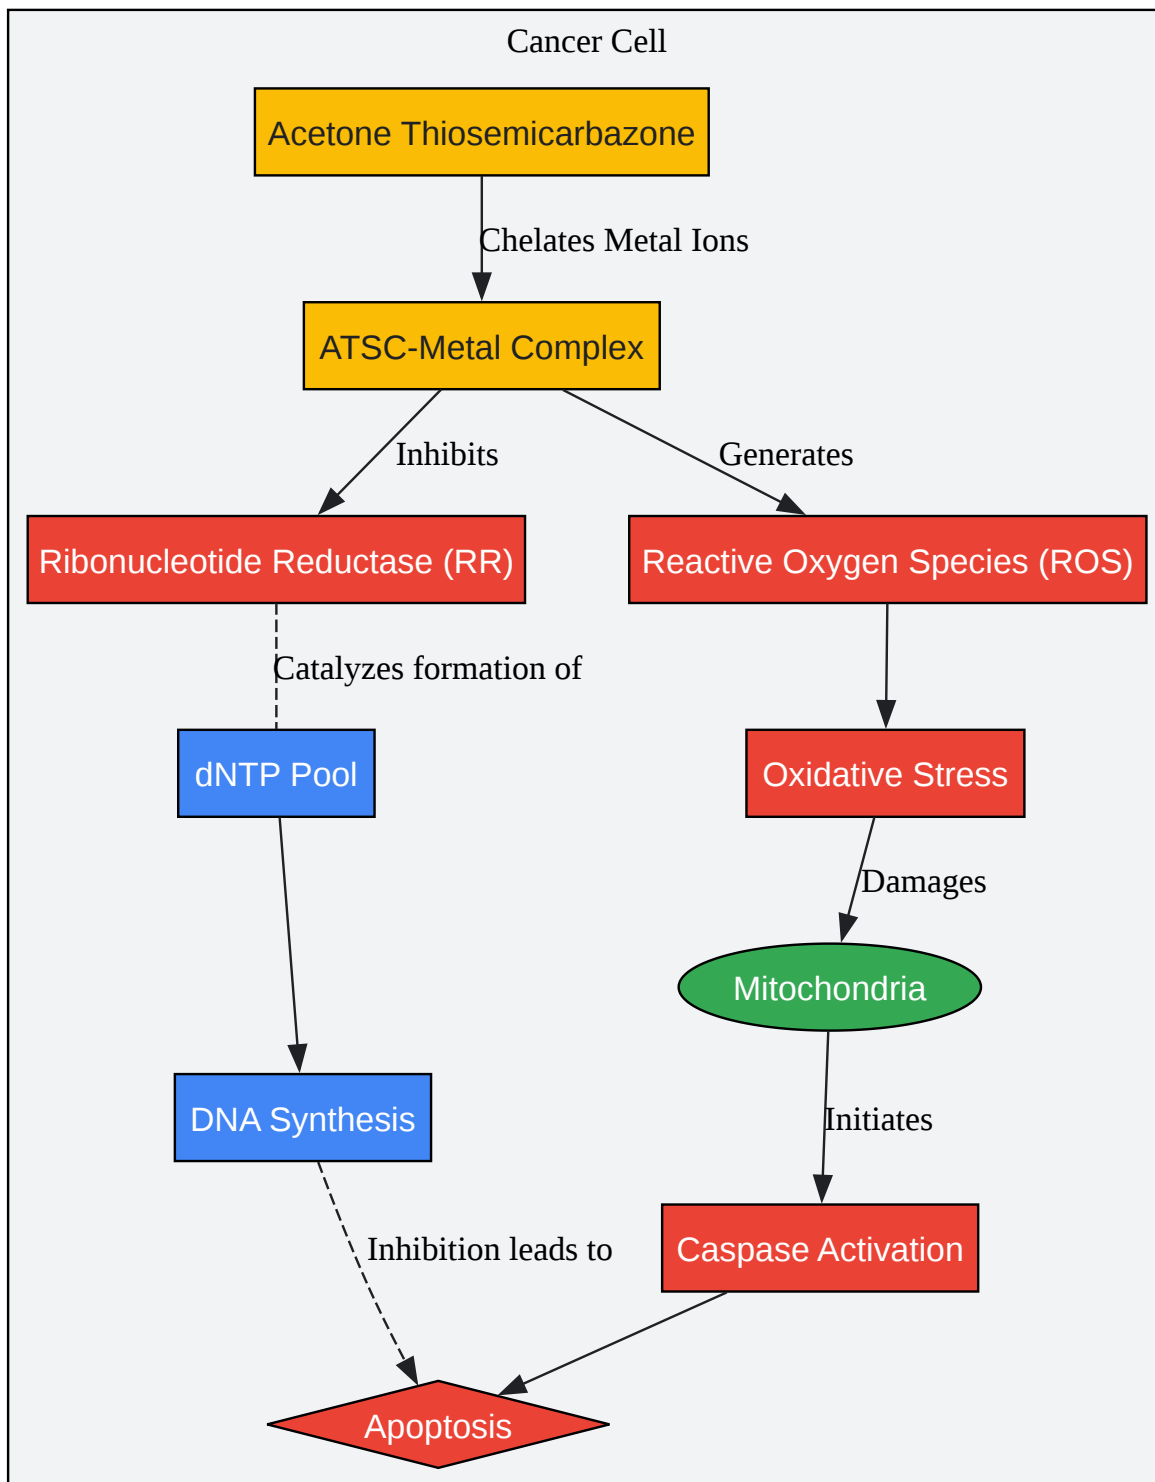 Cancer Cell
Acetone Thiosemicarbazone
Chelates Metal Ions
ATSC-Metal Complex
Inhibits
Generates
Ribonucleotide Reductase (RR)
Reactive Oxygen Species (ROS)
Catalyzes formation of
dNTP Pool
Oxidative Stress
Damages
Mitochondria
DNA Synthesis
Initiates
Inhibition leads to
Caspase Activation
Apoptosis